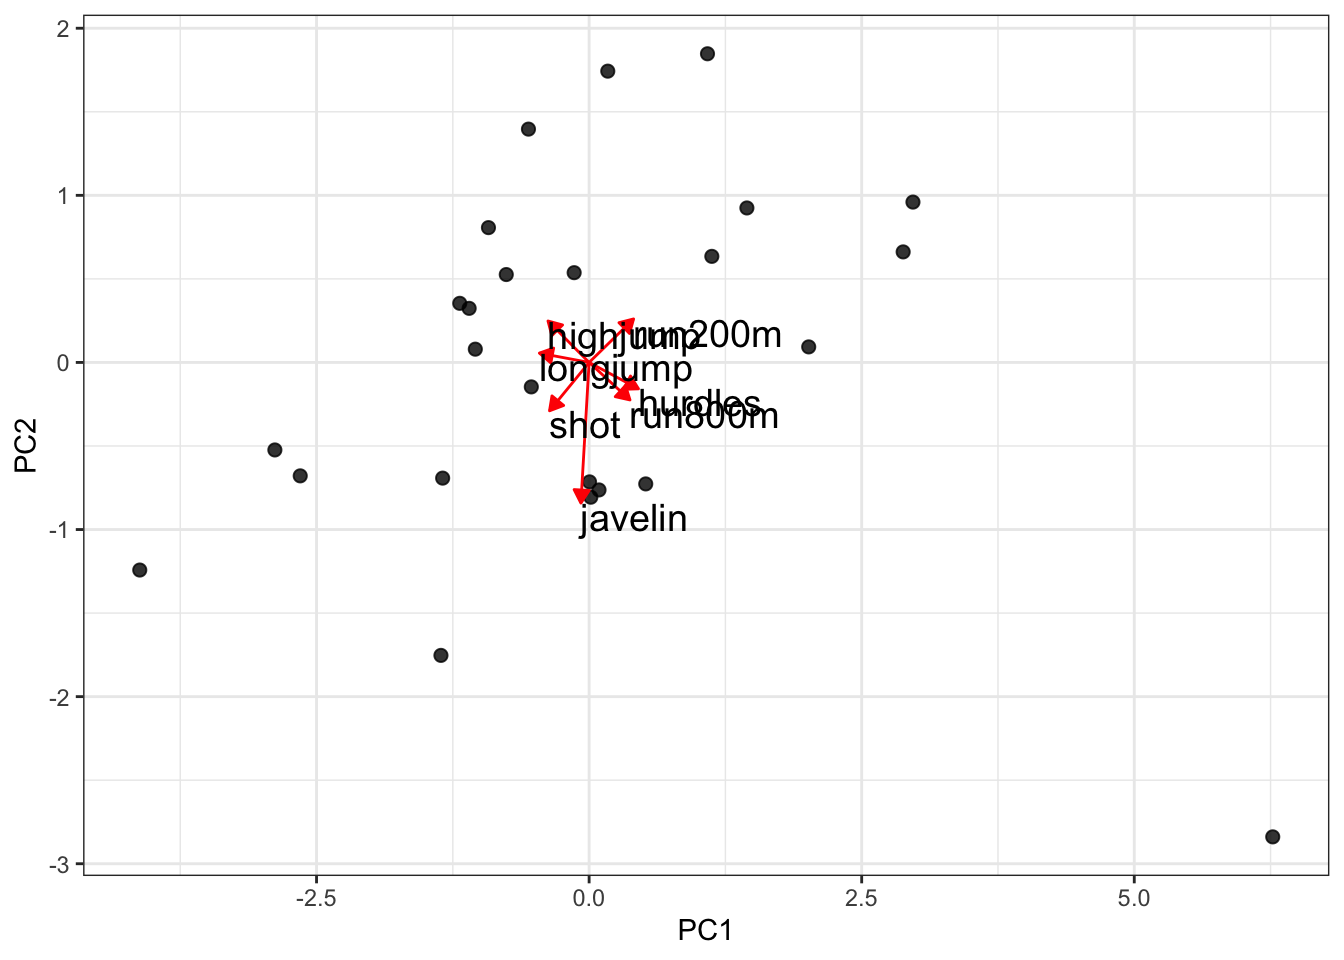 2
1
0
-1
-2
-3
PC2
highjump
run200m
longjump
hurdles
run800m
shot
javelin
-2.5 0.0 2.5 5.0
PC1